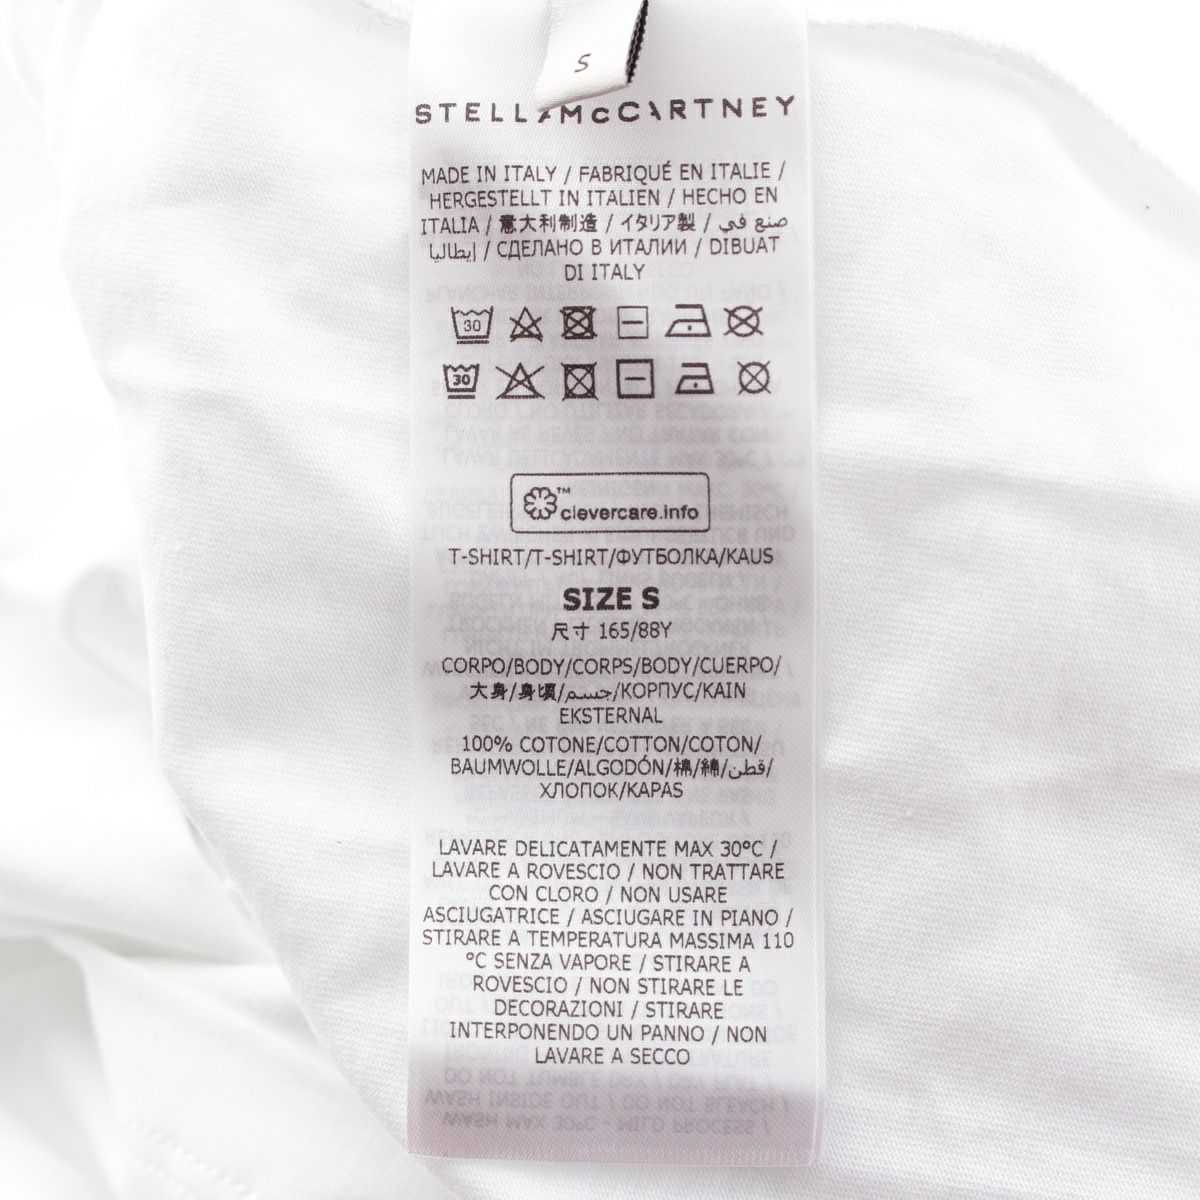 S
STELLA McCARTNEY
MADE IN ITALY / FABRIQUÉ EN ITALIE /
HERGESTELLT IN ITALIEN / HECHO EN
ITALIA / 意大利制造 / イタリア製 / صنع في
إيطاليا / СДЕЛАНО В ИТАЛИИ / DIBUAT
DI ITALY
30
30
™
clevercare.info
T-SHIRT/T-SHIRT/ФУТБОЛКА/KAUS
SIZE S
尺寸 165/88Y
CORPO/BODY/CORPS/BODY/CUERPO/
大身/身頃/جسم/КОРПУС/KAIN
EKSTERNAL
100% COTONE/COTTON/COTON/
BAUMWOLLE/ALGODÓN/棉/綿/قطن/
ХЛОПОК/KAPAS
LAVARE DELICATAMENTE MAX 30°C /
LAVARE A ROVESCIO / NON TRATTARE
CON CLORO / NON USARE
ASCIUGATRICE / ASCIUGARE IN PIANO /
STIRARE A TEMPERATURA MASSIMA 110
°C SENZA VAPORE / STIRARE A
ROVESCIO / NON STIRARE LE
DECORAZIONI / STIRARE
INTERPONENDO UN PANNO / NON
LAVARE A SECCO